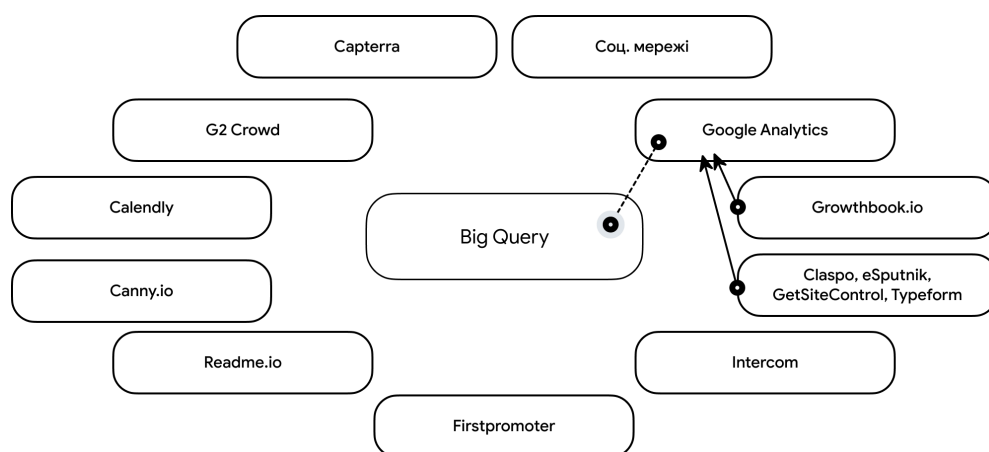 Capterra
Соц. мережі
G2 Crowd
Google Analytics
Calendly
Growthbook.io
Big Query
Canny.io
Claspo, eSputnik,
GetSiteControl, Typeform
Readme.io
Intercom
Firstpromoter